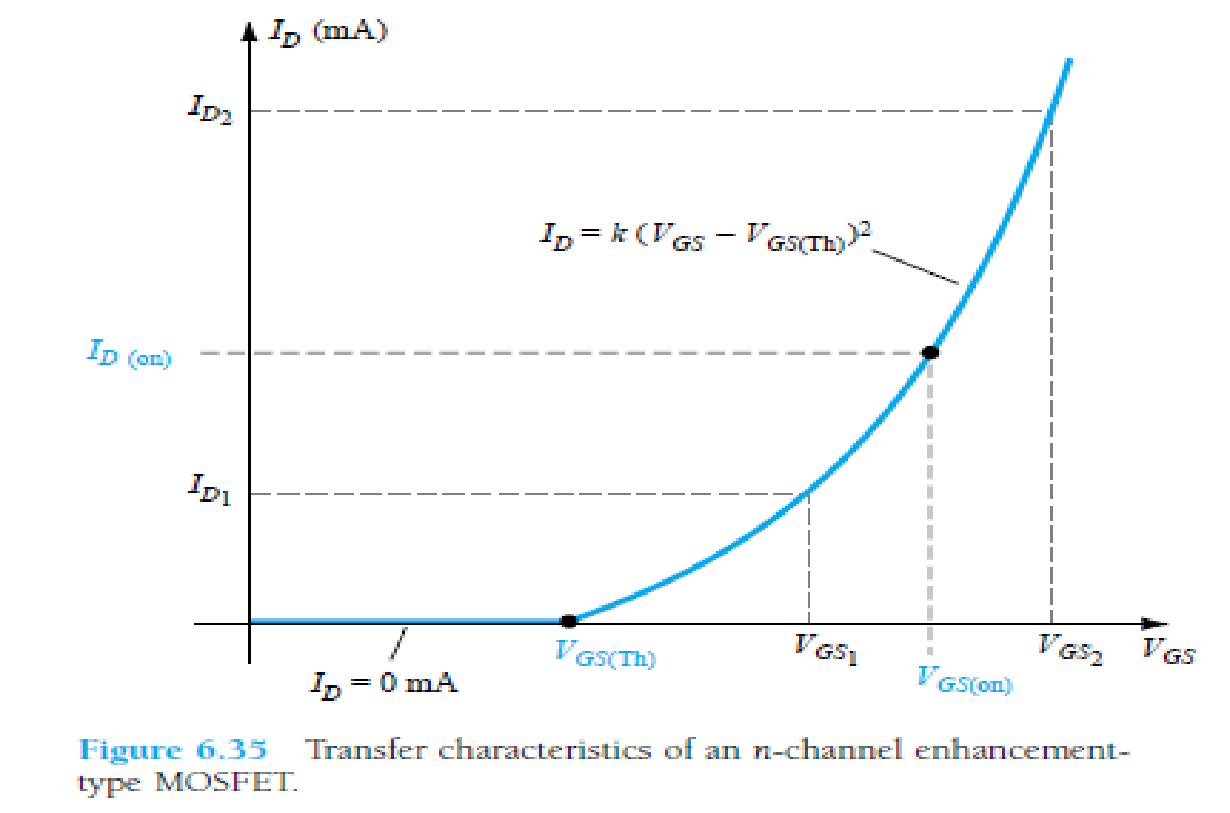 I_D (mA)
I_D2
I_D = k (V_GS − V_GS(Th))²
I_D (on)
I_D1
V_GS(Th)
V_GS1
V_GS2
V_GS
V_GS(on)
I_D = 0 mA
Figure 6.35 Transfer characteristics of an n-channel enhancement-
type MOSFET.